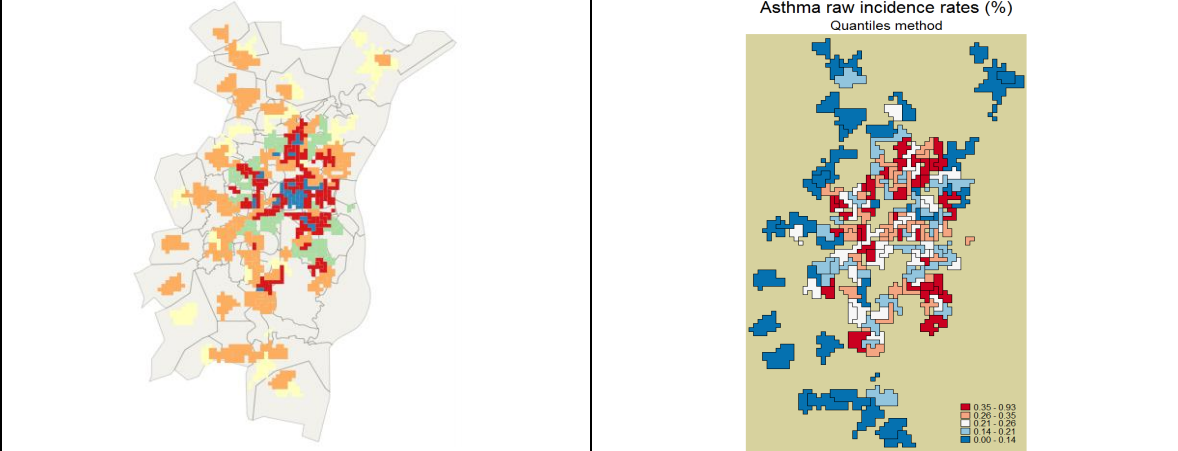 Asthma raw incidence rates (%)
Quantiles method
0.35 - 0.93
0.26 - 0.35
0.21 - 0.26
0.14 - 0.21
0.00 - 0.14